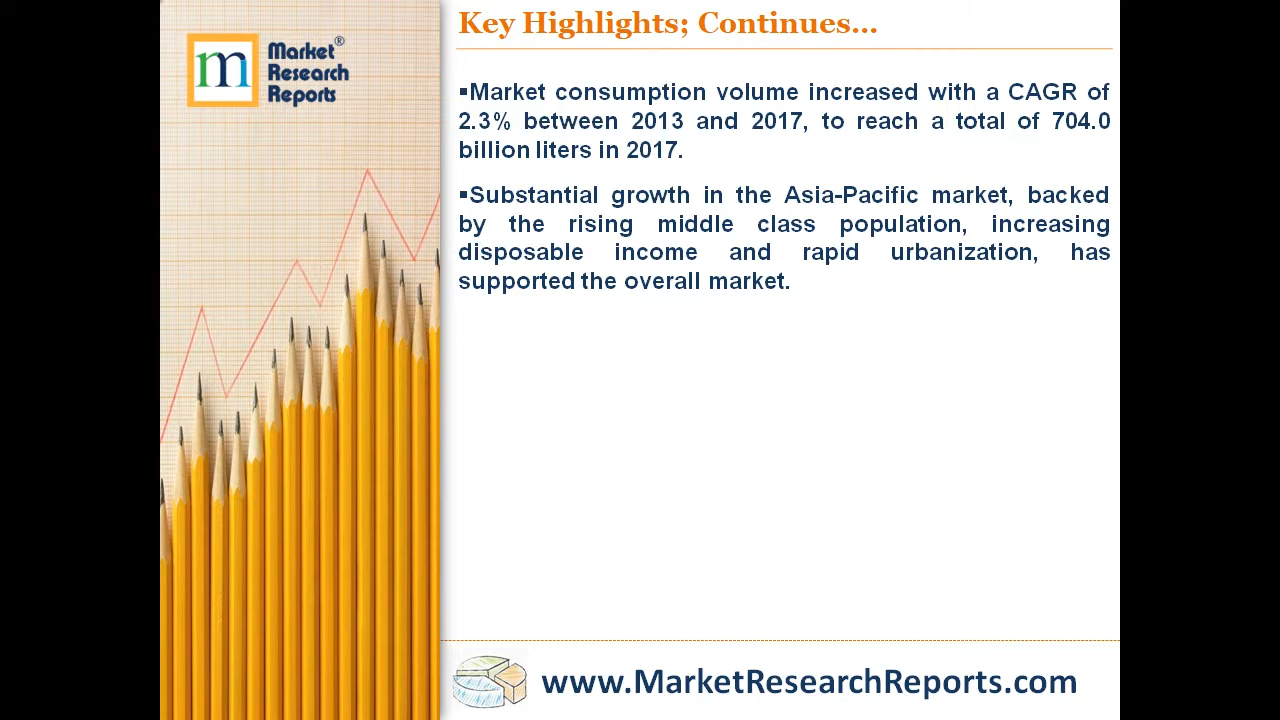 Key Highlights; Continues...
m
Market®
Research
Reports
▪Market consumption volume increased with a CAGR of
2.3% between 2013 and 2017, to reach a total of 704.0
billion liters in 2017.
▪Substantial growth in the Asia-Pacific market, backed
by the rising middle class population, increasing
disposable income and rapid urbanization, has
supported the overall market.
www.MarketResearchReports.com